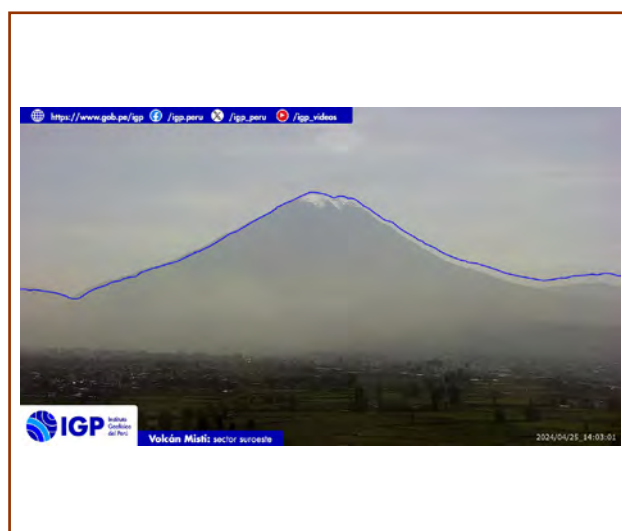 https://www.gob.pe/igp /igp.peru /igp_peru /igp_videos
IGP
Instituto
Geofísico
del Perú
Volcán Misti: sector suroeste
2024/04/25_14:03:01